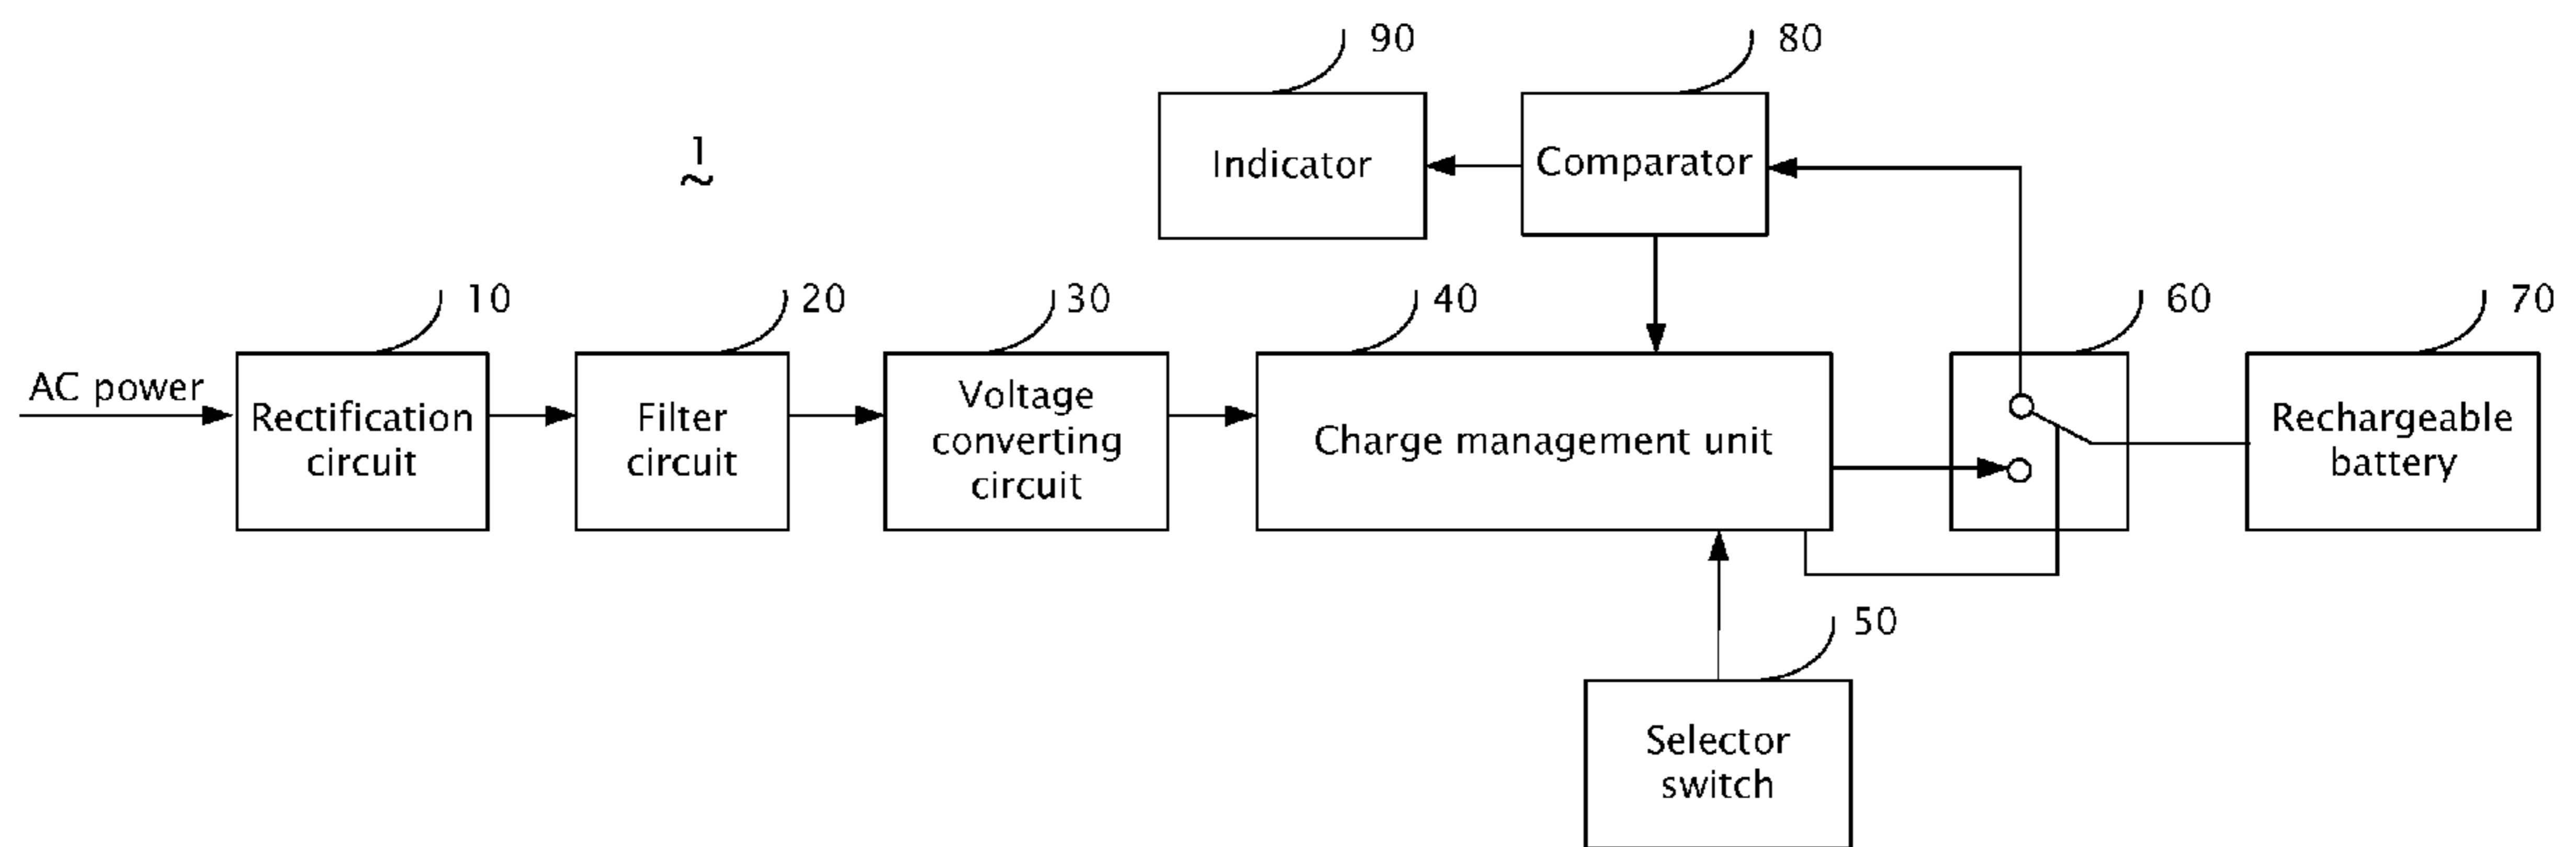 90
80
1
~
Indicator
Comparator
10
20
30
40
60
70
AC power
Rectification
circuit
Filter
circuit
Voltage
converting
circuit
Charge management unit
Rechargeable
battery
50
Selector
switch